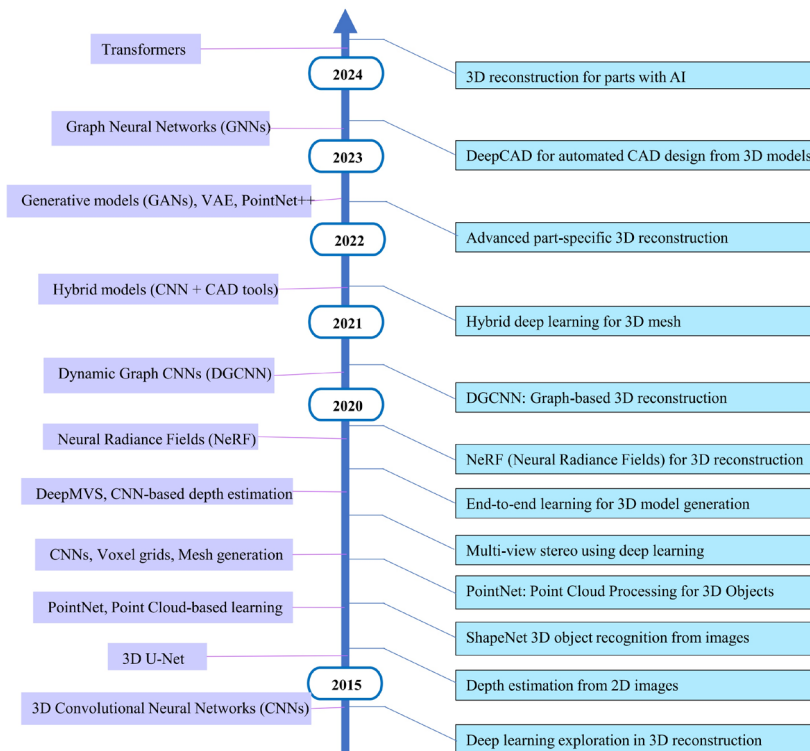 Transformers
2024
3D reconstruction for parts with AI
Graph Neural Networks (GNNs)
2023
DeepCAD for automated CAD design from 3D models
Generative models (GANs), VAE, PointNet++
2022
Advanced part-specific 3D reconstruction
Hybrid models (CNN + CAD tools)
2021
Hybrid deep learning for 3D mesh
Dynamic Graph CNNs (DGCNN)
DGCNN: Graph-based 3D reconstruction
2020
Neural Radiance Fields (NeRF)
NeRF (Neural Radiance Fields) for 3D reconstruction
DeepMVS, CNN-based depth estimation
End-to-end learning for 3D model generation
CNNs, Voxel grids, Mesh generation
Multi-view stereo using deep learning
PointNet: Point Cloud Processing for 3D Objects
PointNet, Point Cloud-based learning
ShapeNet 3D object recognition from images
3D U-Net
2015
Depth estimation from 2D images
3D Convolutional Neural Networks (CNNs)
Deep learning exploration in 3D reconstruction